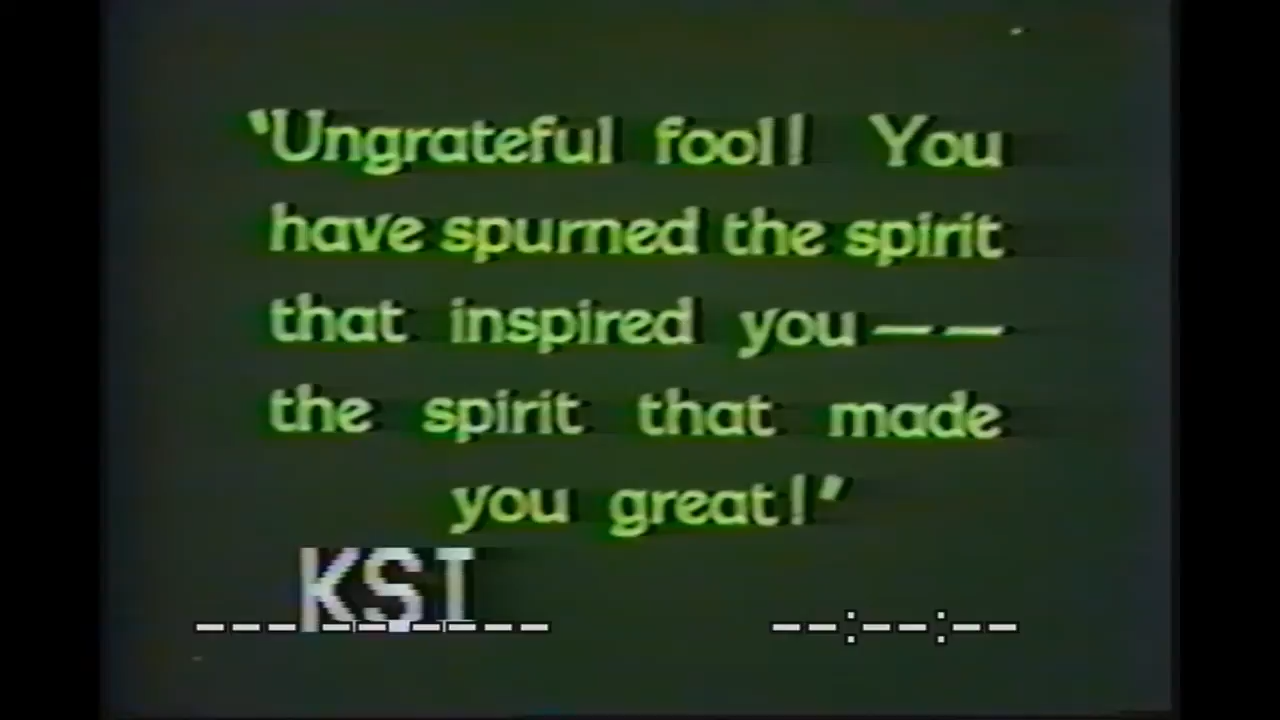 "Ungrateful fool! You
have spurned the spirit
that inspired you——
the spirit that made
you great!"
KSI
--- -- ---- --:--:--